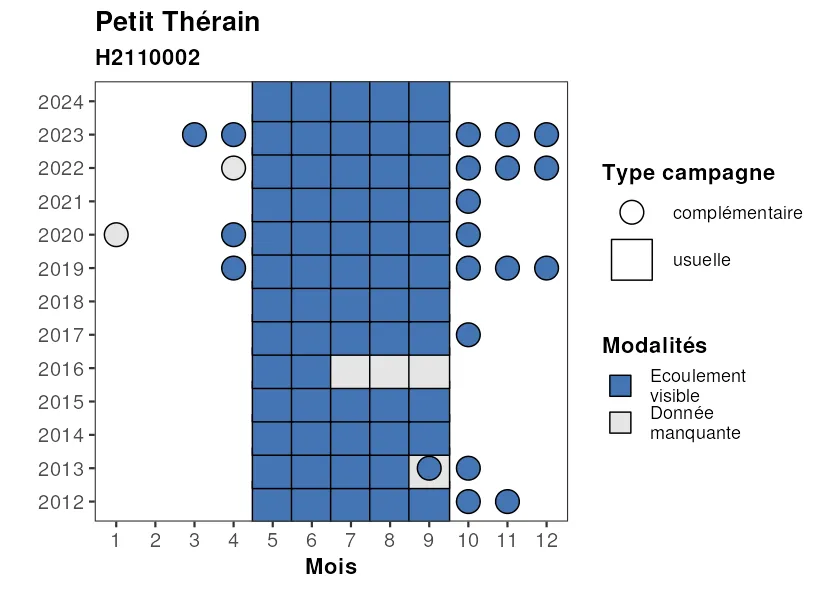 Petit Thérain
H2110002
2024
2023
2022
2021
2020
2019
2018
2017
2016
2015
2014
2013
2012
1 2 3 4 5 6 7 8 9 10 11 12
Mois
Type campagne
complémentaire
usuelle
Modalités
Ecoulement
visible
Donnée
manquante